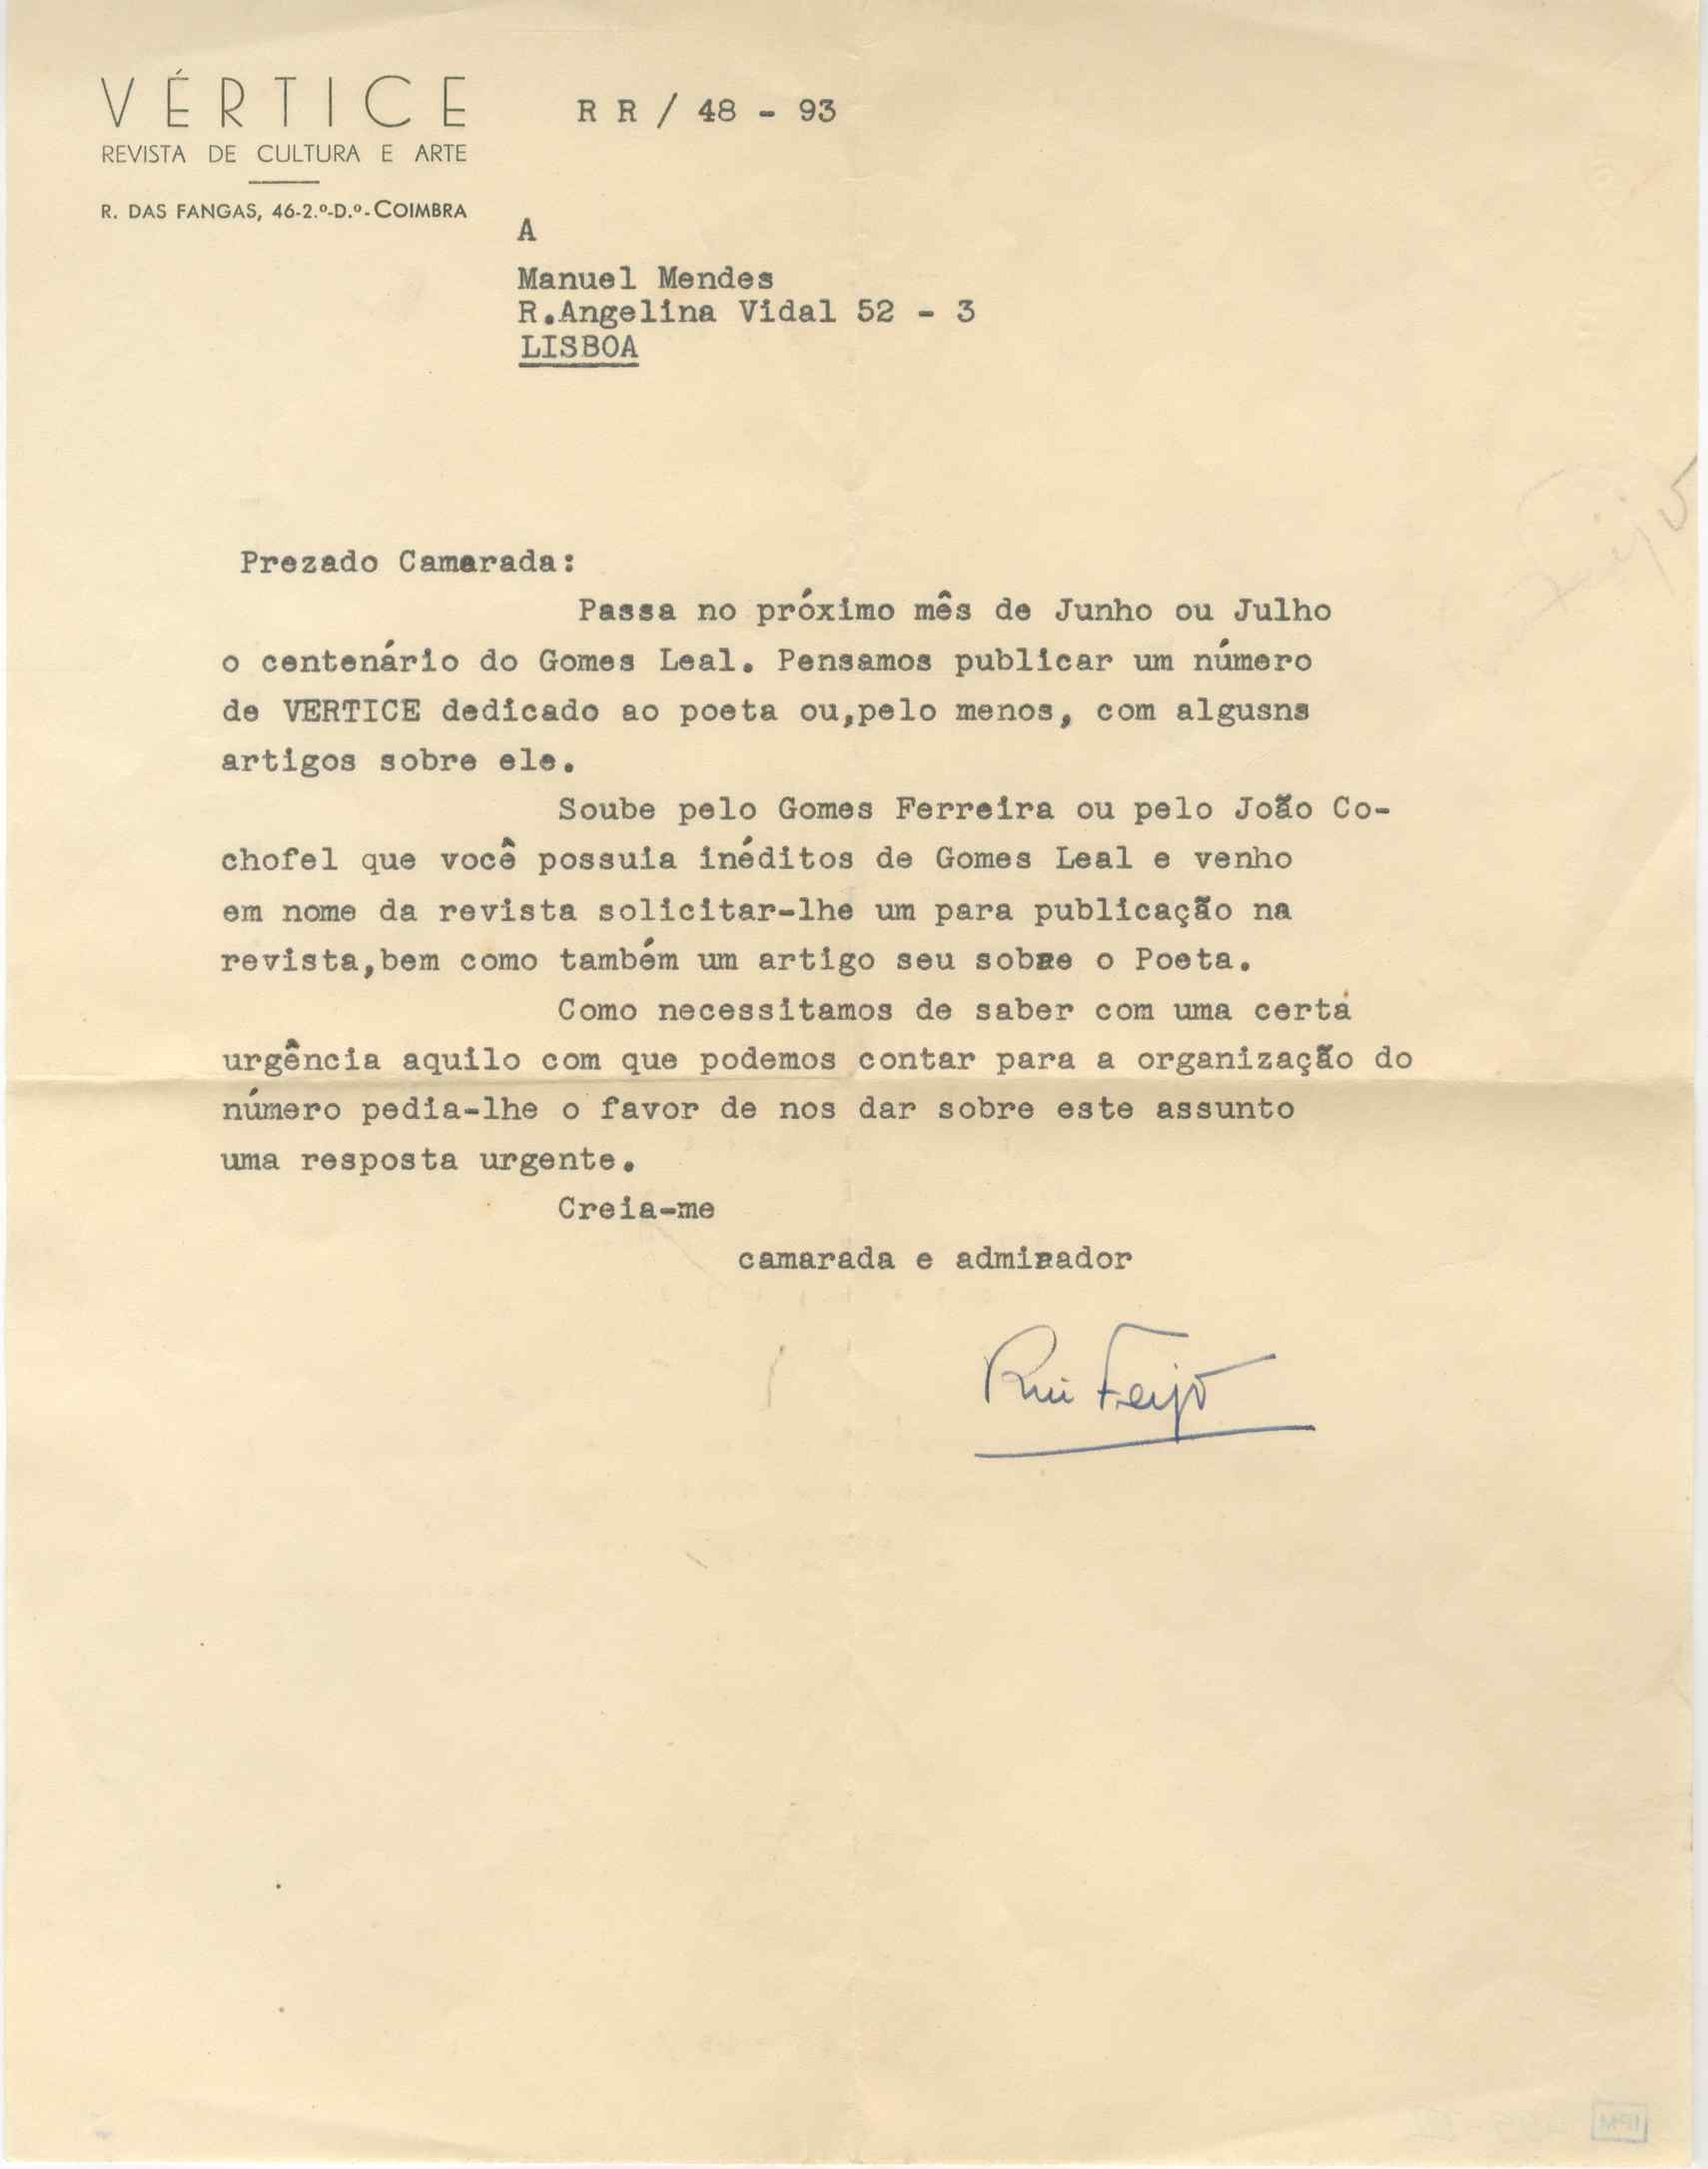 VÉRTICE
REVISTA DE CULTURA E ARTE
R. DAS FANGAS, 46-2.º-D.º-COIMBRA
R R / 48 - 93
A
Manuel Mendes
R.Angelina Vidal 52 - 3
LISBOA
Feijó
Prezado Camarada:
Passa no próximo mês de Junho ou Julho
o centenário do Gomes Leal. Pensamos publicar um número
de VERTICE dedicado ao poeta ou,pelo menos, com algusns
artigos sobre ele.
Soube pelo Gomes Ferreira ou pelo João Co-
chofel que você possuia inéditos de Gomes Leal e venho
em nome da revista solicitar-lhe um para publicação na
revista,bem como também um artigo seu sobre o Poeta.
Como necessitamos de saber com uma certa
urgência aquilo com que podemos contar para a organização do
número pedia-lhe o favor de nos dar sobre este assunto
uma resposta urgente.
Creia-me
camarada e admirador
Rui Feijó